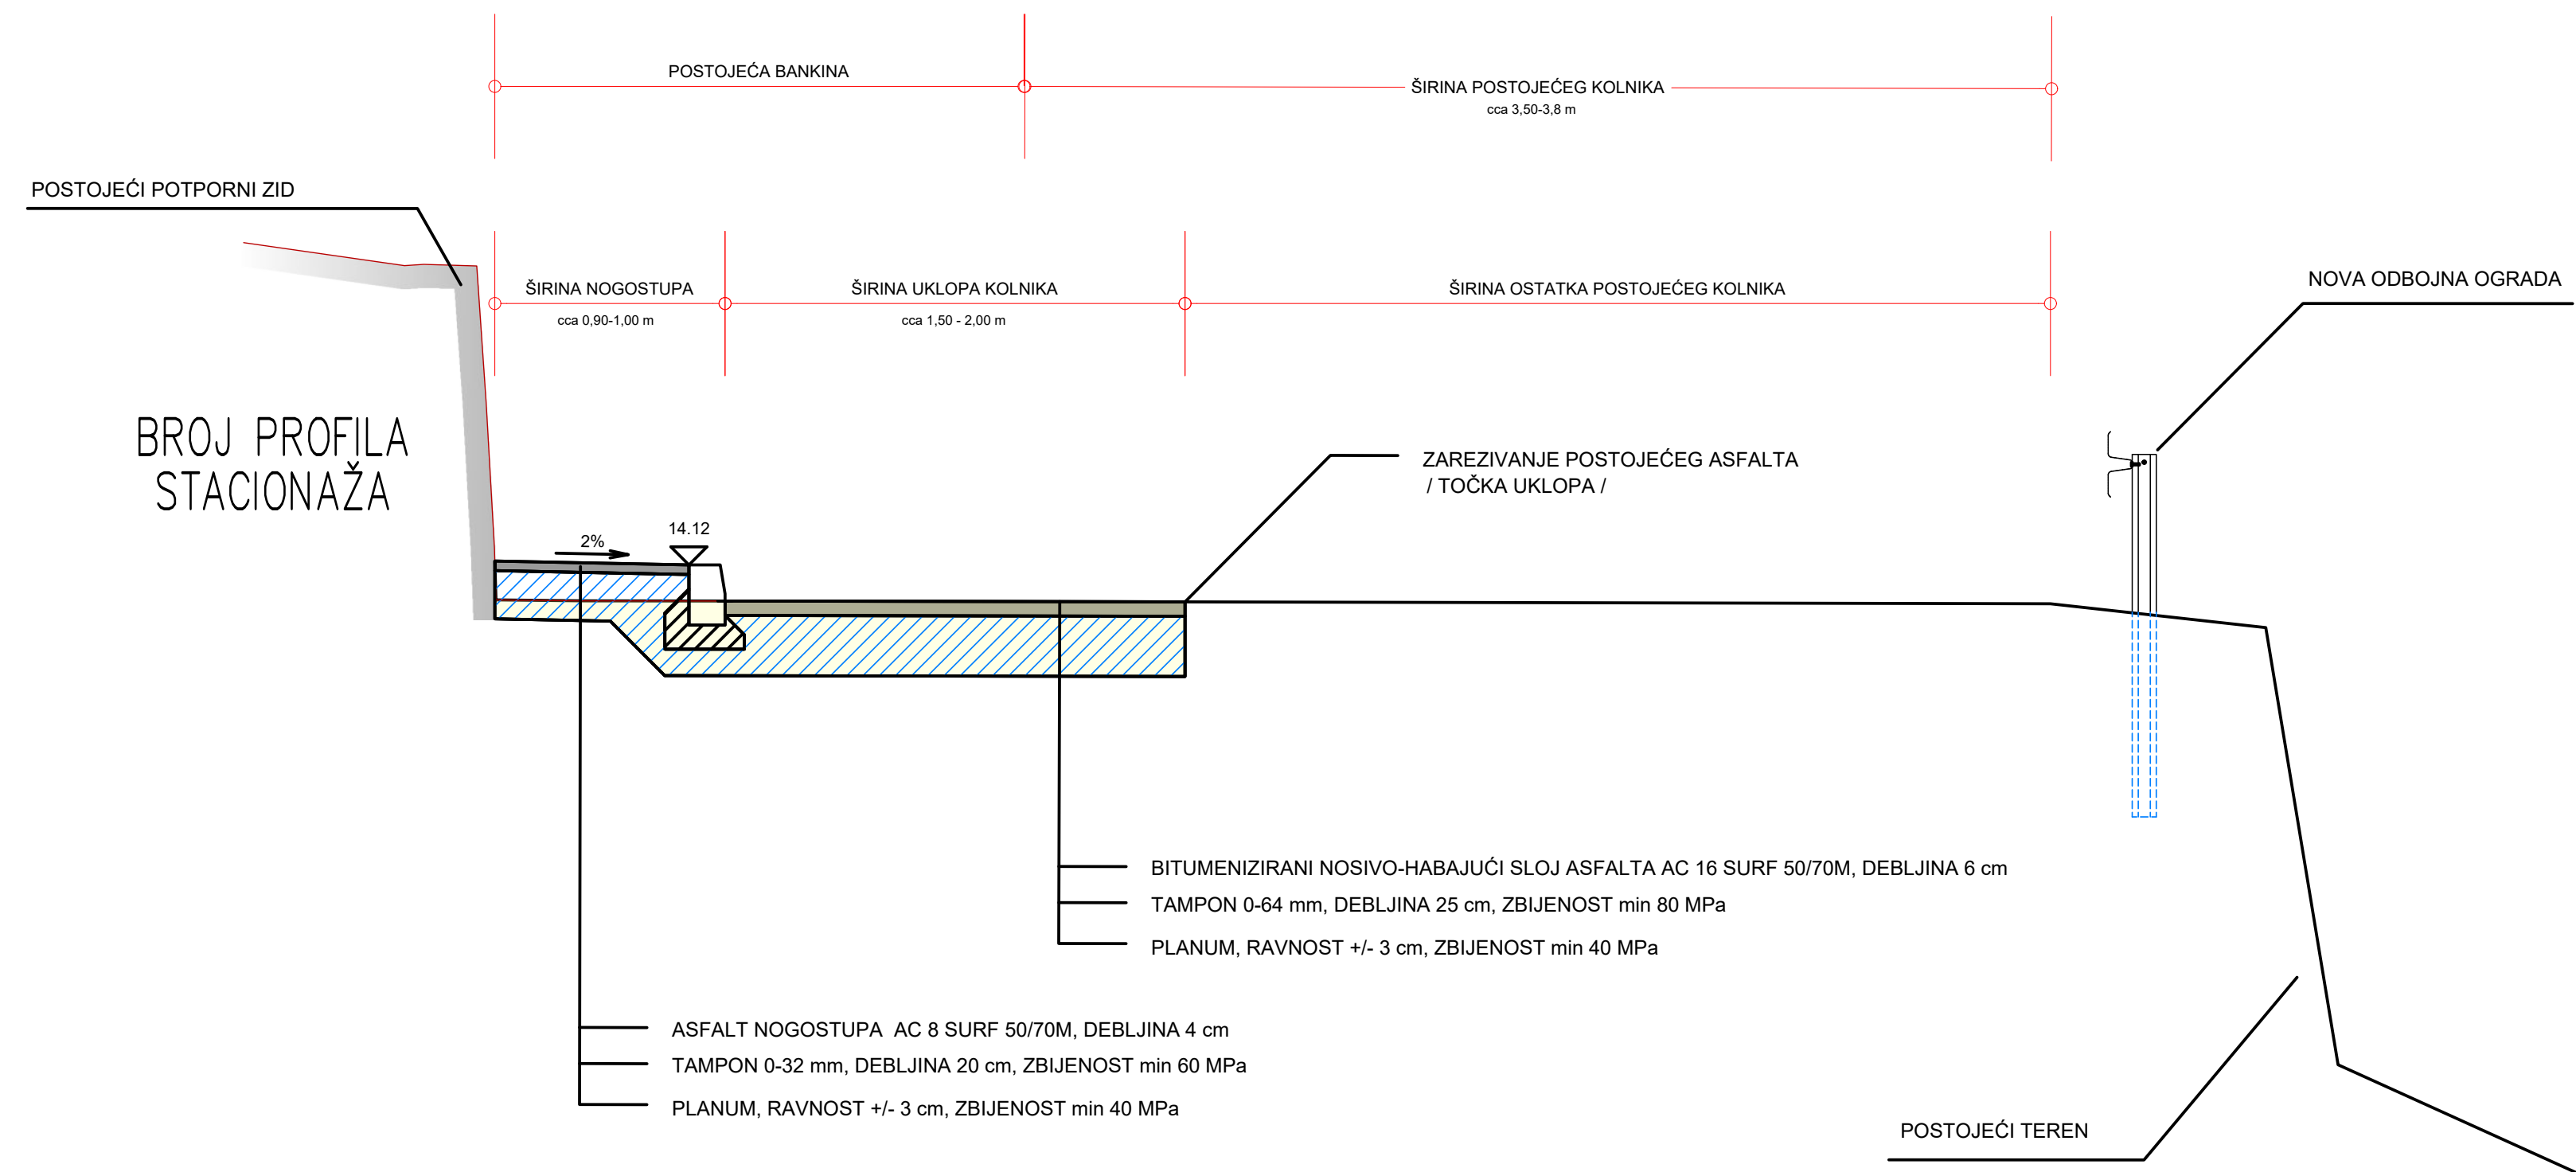 POSTOJEĆA BANKINA
ŠIRINA POSTOJEĆEG KOLNIKA
cca 3,50-3,8 m
POSTOJEĆI POTPORNI ZID
ŠIRINA NOGOSTUPA
cca 0,90-1,00 m
ŠIRINA UKLOPA KOLNIKA
cca 1,50 - 2,00 m
ŠIRINA OSTATKA POSTOJEĆEG KOLNIKA
NOVA ODBOJNA OGRADA
BROJ PROFILA
STACIONAŽA
ZAREZIVANJE POSTOJEĆEG ASFALTA
/ TOČKA UKLOPA /
2%
14.12
BITUMENIZIRANI NOSIVO-HABAJUĆI SLOJ ASFALTA AC 16 SURF 50/70M, DEBLJINA 6 cm
TAMPON 0-64 mm, DEBLJINA 25 cm, ZBIJENOST min 80 MPa
PLANUM, RAVNOST +/- 3 cm, ZBIJENOST min 40 MPa
ASFALT NOGOSTUPA  AC 8 SURF 50/70M, DEBLJINA 4 cm
TAMPON 0-32 mm, DEBLJINA 20 cm, ZBIJENOST min 60 MPa
PLANUM, RAVNOST +/- 3 cm, ZBIJENOST min 40 MPa
POSTOJEĆI TEREN